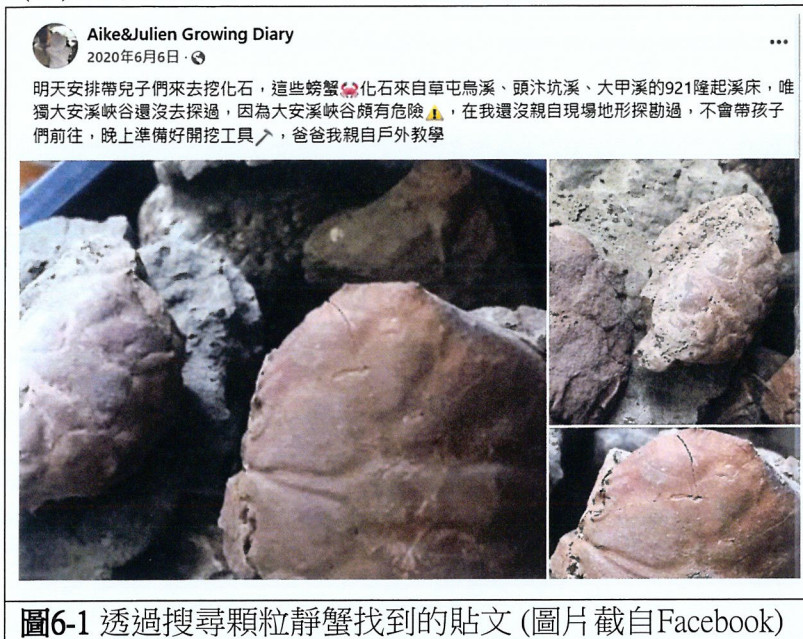 Aike&Julien Growing Diary
2020年6月6日 ·
明天安排帶兒子們來去挖化石，這些螃蟹🦀化石來自草屯烏溪、頭汴坑溪、大甲溪的921隆起溪床，唯
獨大安溪峽谷還沒去探過，因為大安溪峽谷頗有危險⚠️，在我還沒親自現場地形探勘過，不會帶孩子
們前往，晚上準備好開挖工具⛏️，爸爸我親自戶外教學
圖6-1 透過搜尋顆粒靜蟹找到的貼文 (圖片截自Facebook)